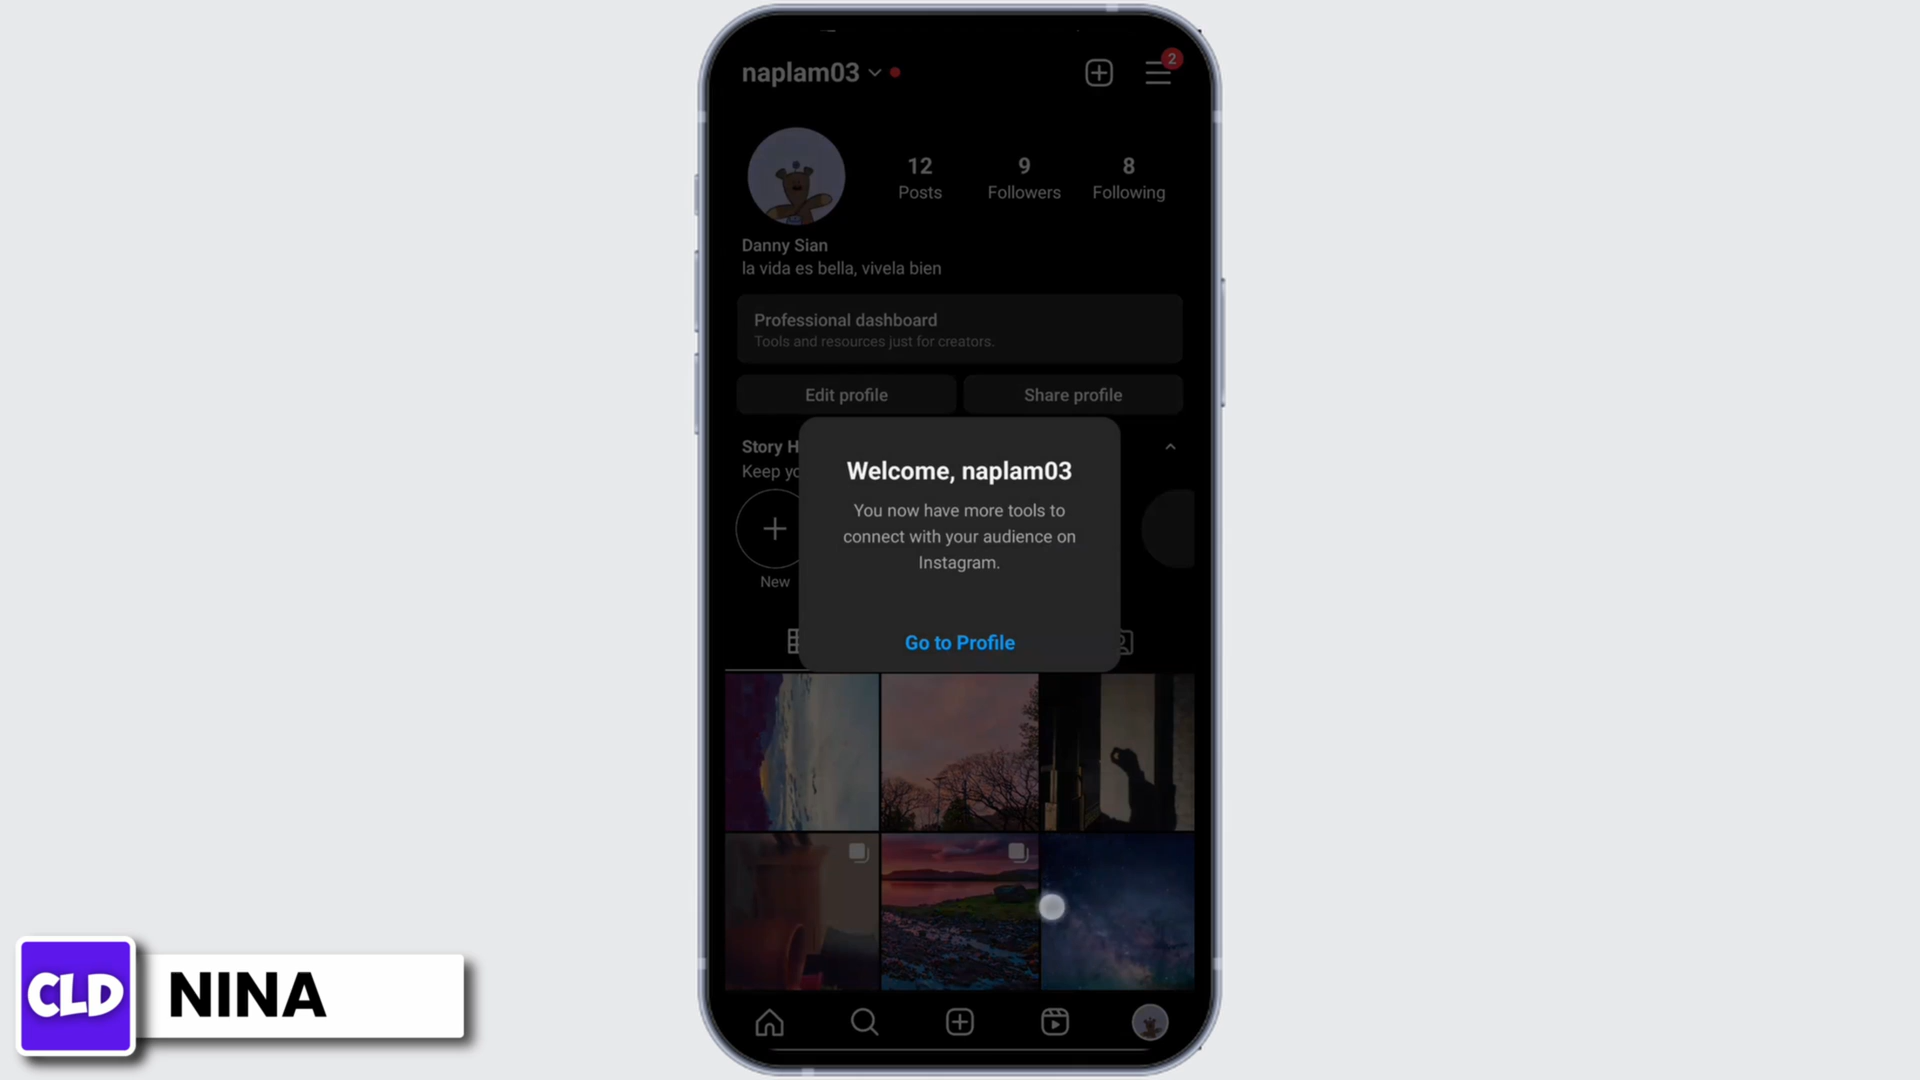 naplam03
2
12
Posts
9
Followers
8
Following
Danny Sian
la vida es bella, vivela bien
Professional dashboard
Tools and resources just for creators.
Edit profile
Share profile
Story H
Keep yo
New
Welcome, naplam03
You now have more tools to
connect with your audience on
Instagram.
Go to Profile
CLD
NINA